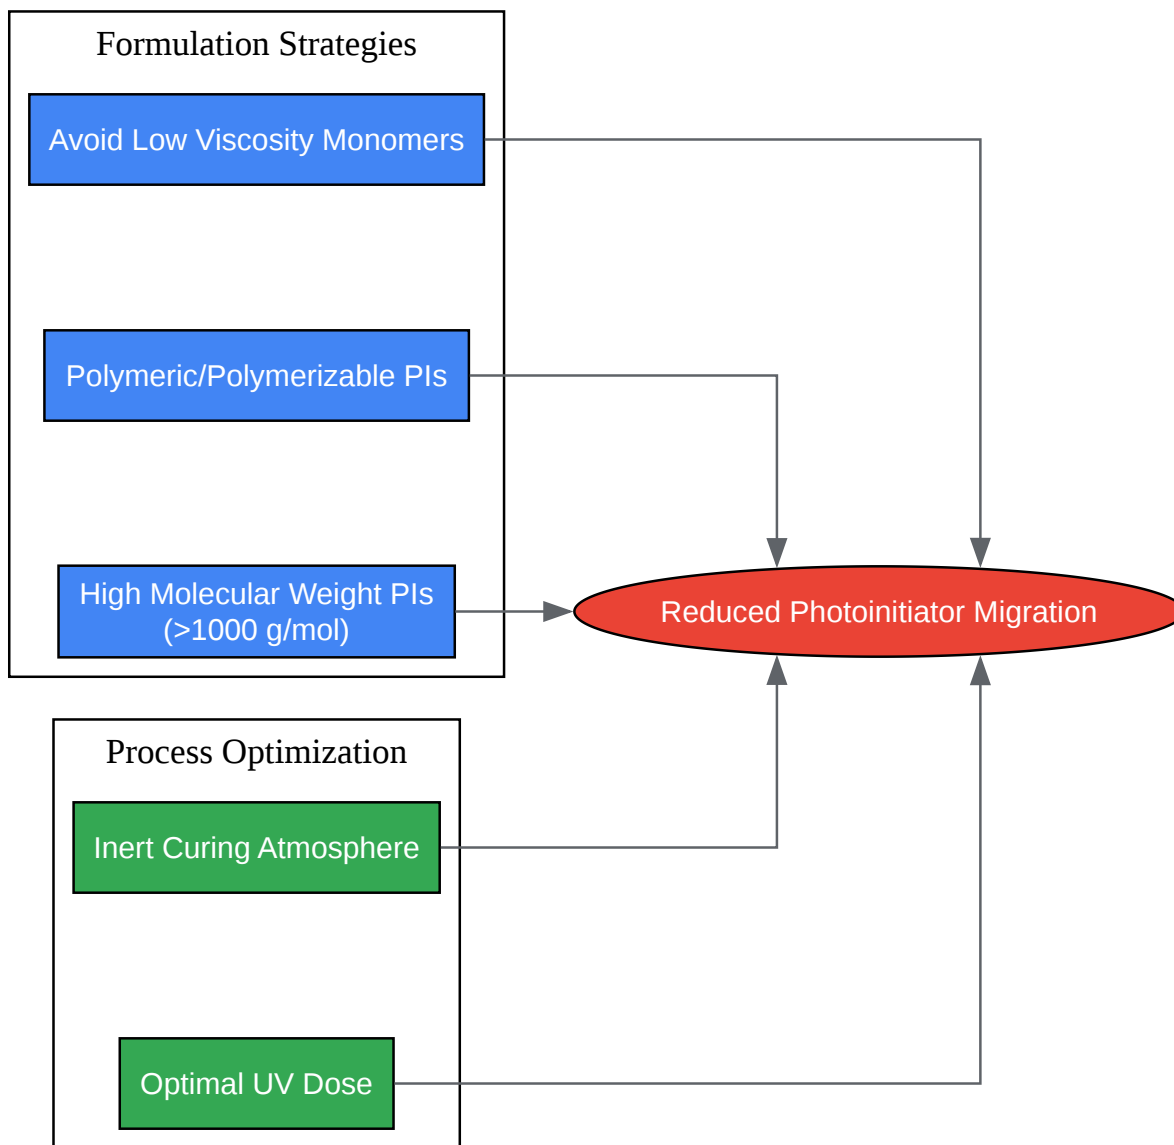 Formulation Strategies
Avoid Low Viscosity Monomers
Polymeric/Polymerizable PIs
High Molecular Weight PIs
(>1000 g/mol)
Reduced Photoinitiator Migration
Process Optimization
Inert Curing Atmosphere
Optimal UV Dose